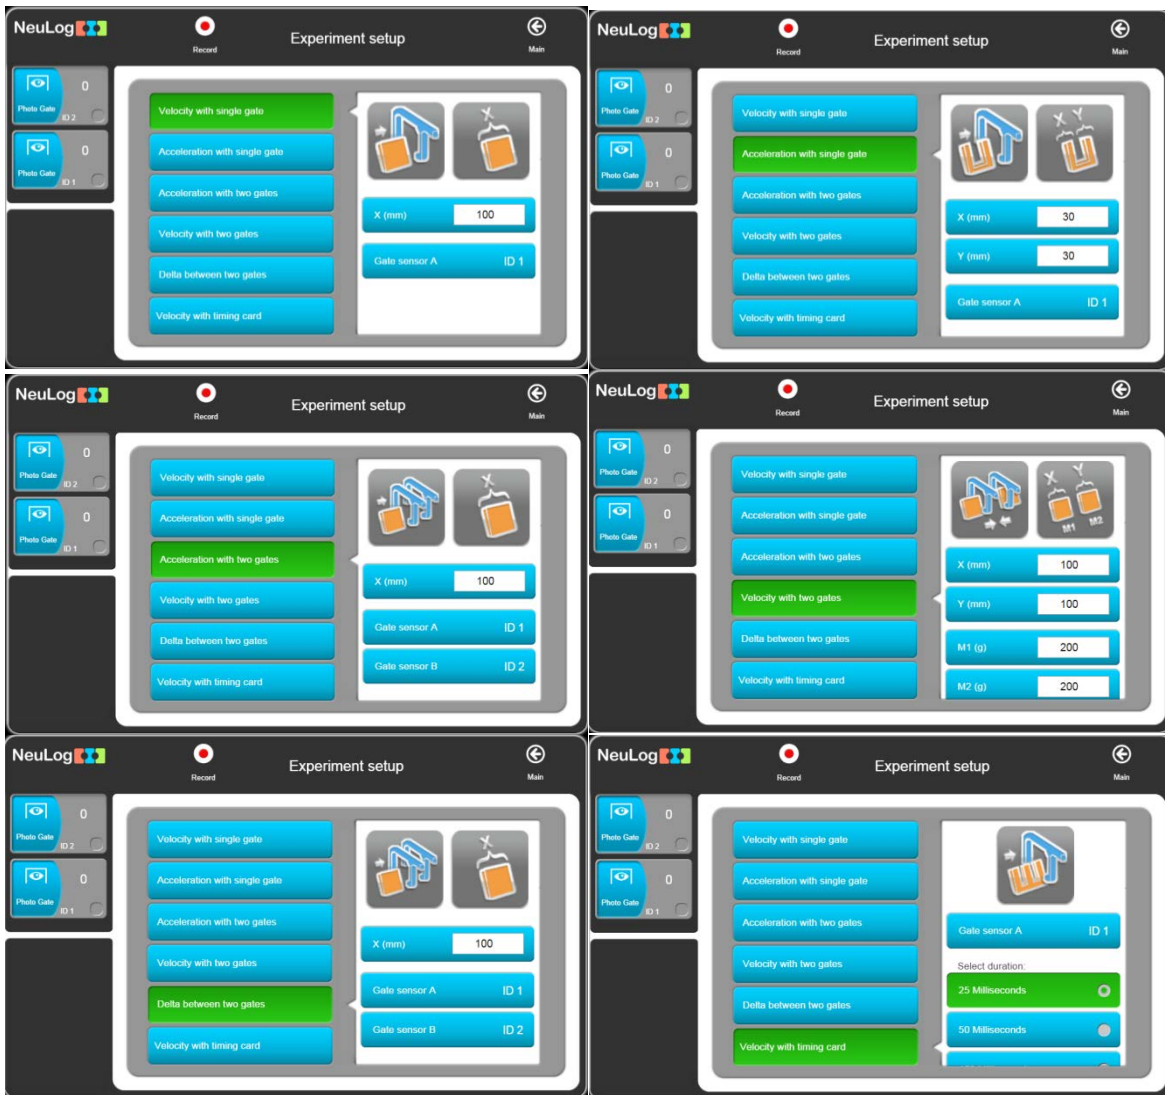 NeuLog
Record
Experiment setup
Main
Photo Gate
0
ID 2
Photo Gate
0
ID 1
Velocity with single gate
Acceleration with single gate
Acceleration with two gates
Velocity with two gates
Delta between two gates
Velocity with timing card
X
X (mm) 100
Gate sensor A ID 1
NeuLog
Record
Experiment setup
Main
Photo Gate
0
ID 2
Photo Gate
0
ID 1
Velocity with single gate
Acceleration with single gate
Acceleration with two gates
Velocity with two gates
Delta between two gates
Velocity with timing card
X Y
X (mm) 30
Y (mm) 30
Gate sensor A ID 1
NeuLog
Record
Experiment setup
Main
Photo Gate
0
ID 2
Photo Gate
0
ID 1
Velocity with single gate
Acceleration with single gate
Acceleration with two gates
Velocity with two gates
Delta between two gates
Velocity with timing card
X
X (mm) 100
Gate sensor A ID 1
Gate sensor B ID 2
NeuLog
Record
Experiment setup
Main
Photo Gate
0
ID 2
Photo Gate
0
ID 1
Velocity with single gate
Acceleration with single gate
Acceleration with two gates
Velocity with two gates
Delta between two gates
Velocity with timing card
X Y
M1 M2
X (mm) 100
Y (mm) 100
M1 (g) 200
M2 (g) 200
NeuLog
Record
Experiment setup
Main
Photo Gate
0
ID 2
Photo Gate
0
ID 1
Velocity with single gate
Acceleration with single gate
Acceleration with two gates
Velocity with two gates
Delta between two gates
Velocity with timing card
X
X (mm) 100
Gate sensor A ID 1
Gate sensor B ID 2
NeuLog
Record
Experiment setup
Main
Photo Gate
0
ID 2
Photo Gate
0
ID 1
Velocity with single gate
Acceleration with single gate
Acceleration with two gates
Velocity with two gates
Delta between two gates
Velocity with timing card
Gate sensor A ID 1
Select duration:
25 Milliseconds
50 Milliseconds